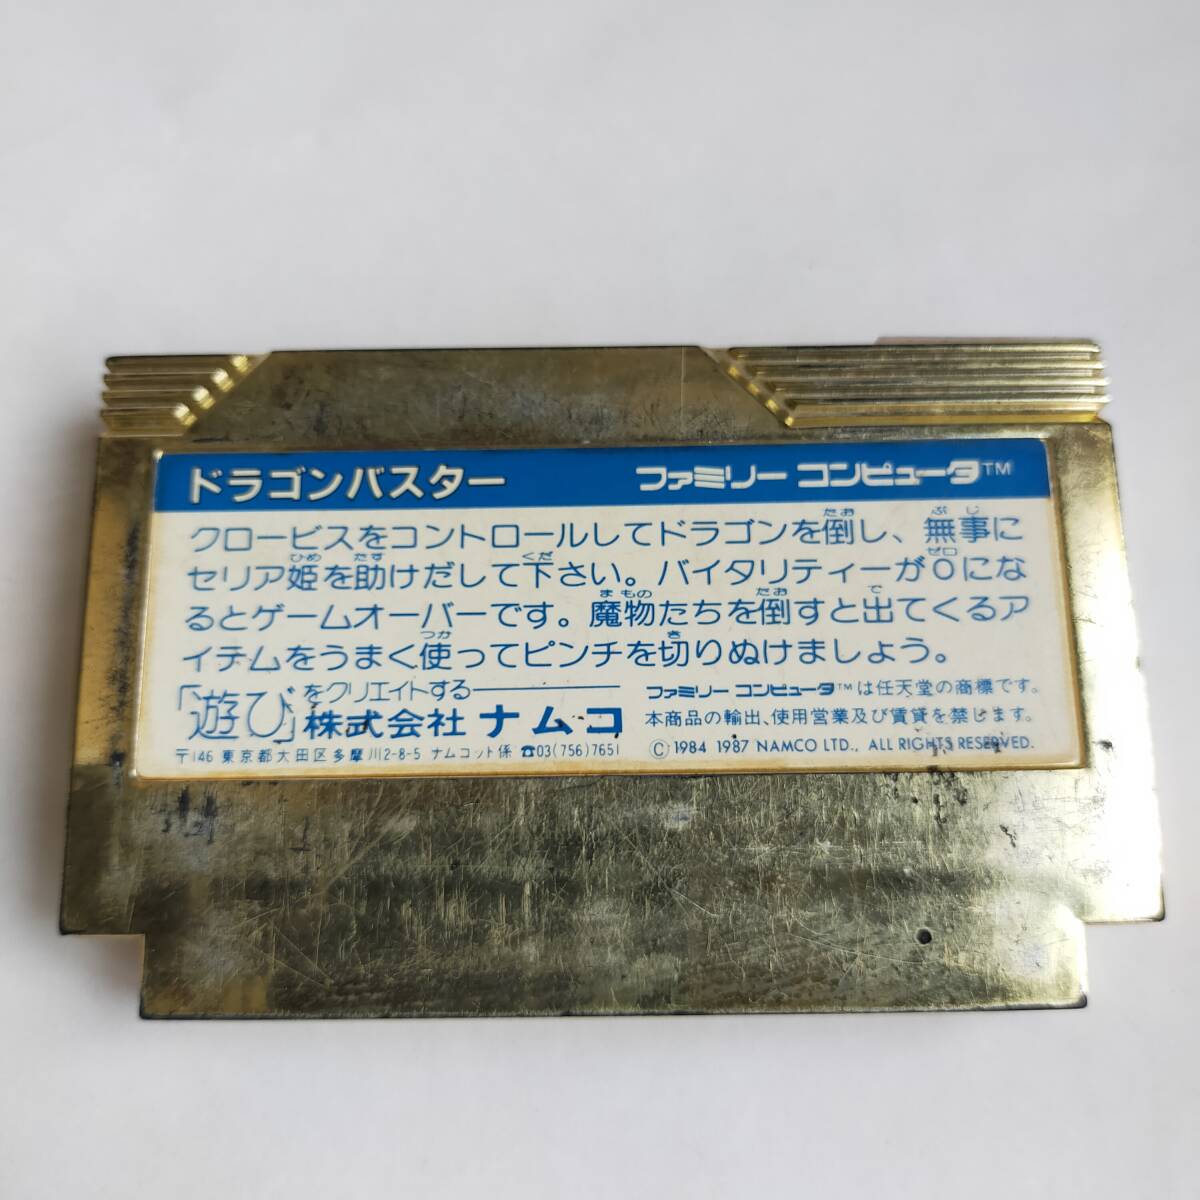 ドラゴンバスター ファミリー コンピュータ™
クロービスをコントロールしてドラゴンを倒し、無事に
セリア姫を助けだして下さい。バイタリティーが0にな
るとゲームオーバーです。魔物たちを倒すと出てくるア
イテムをうまく使ってピンチを切りぬけましょう。
「遊び」をクリエイトする
株式会社 ナムコ
〒146 東京都大田区多摩川2-8-5 ナムコット係 ☎03(756)7651
ファミリー コンピュータ™は任天堂の商標です。
本商品の輸出、使用営業及び賃貸を禁じます。
© 1984 1987 NAMCO LTD., ALL RIGHTS RESERVED.